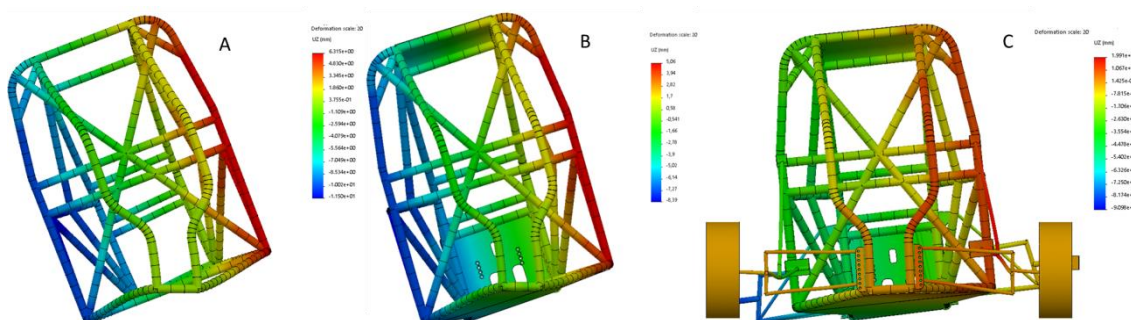 A
Deformation scale: 20
UZ (mm)
6.315e+00
4.830e+00
3.345e+00
1.860e+00
3.755e-01
-1.109e+00
-2.594e+00
-4.079e+00
-5.564e+00
-7.049e+00
-8.534e+00
-1.002e+01
-1.150e+01
B
Deformation scale: 20
UZ (mm)
5,06
3,94
2,82
1,7
0,58
-0,541
-1,66
-2,78
-3,9
-5,02
-6,14
-7,27
-8,39
C
Deformation scale: 20
UZ (mm)
1.991e+
1.067e+
1.425e-0
-7.815e-
-1.706e-
-2.630e-
-3.554e-
-4.478e-
-5.402e-
-6.326e-
-7.250e-
-8.174e-
-9.098e-